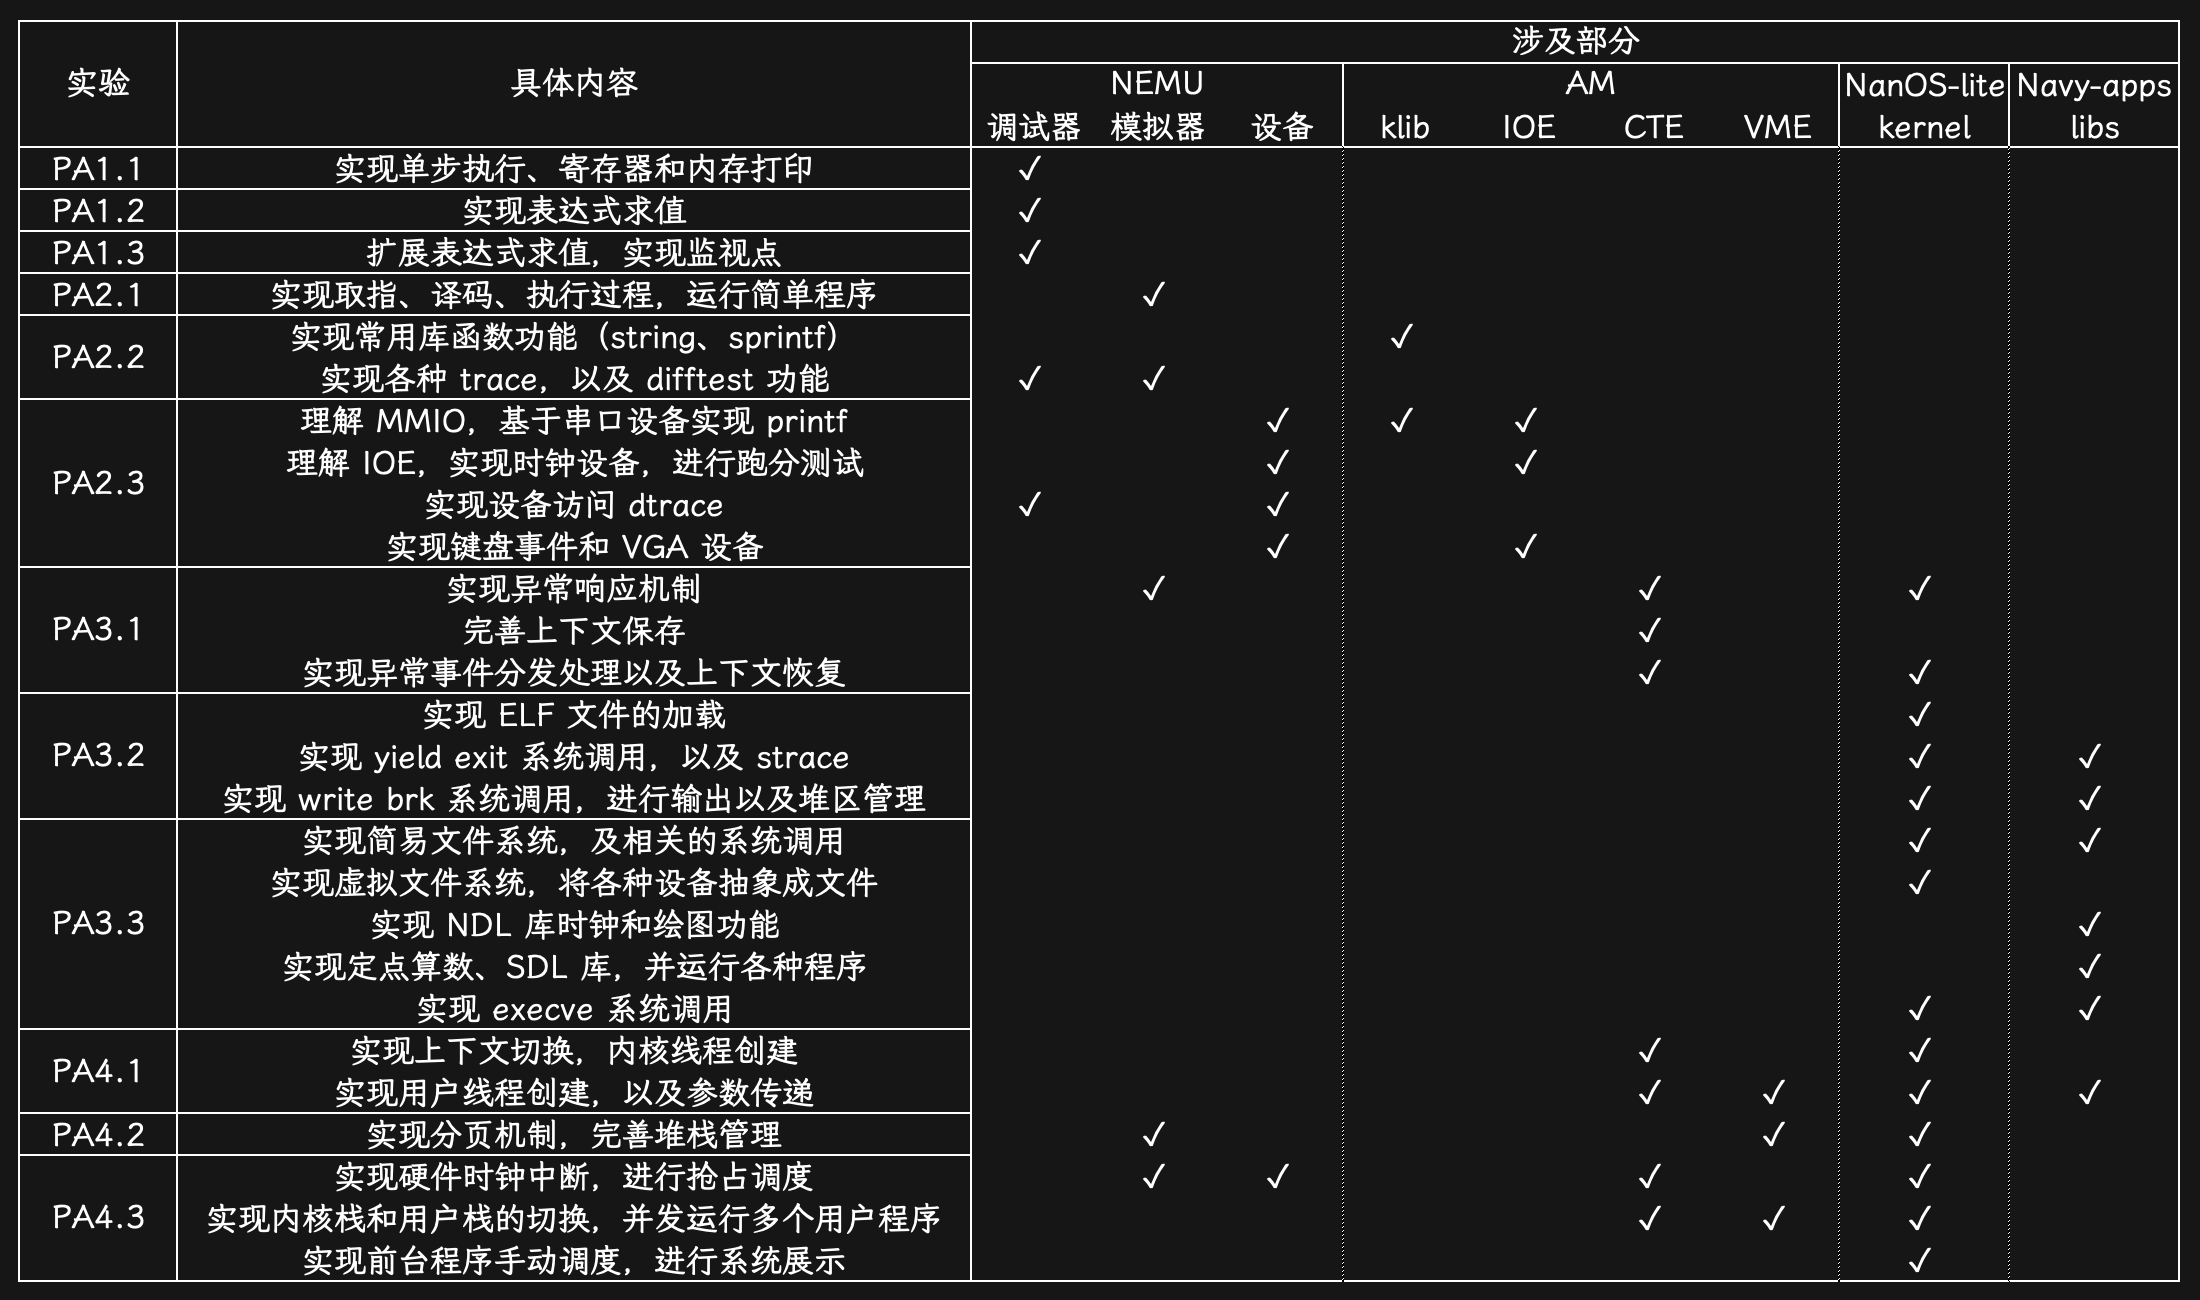 涉及部分
实验 具体内容 NEMU AM NanOS-lite Navy-apps
调试器 模拟器 设备 klib IOE CTE VME kernel libs
PA1.1 实现单步执行、寄存器和内存打印 ✓
PA1.2 实现表达式求值 ✓
PA1.3 扩展表达式求值，实现监视点 ✓
PA2.1 实现取指、译码、执行过程，运行简单程序 ✓
PA2.2 实现常用库函数功能（string、sprintf） ✓
实现各种 trace，以及 difftest 功能 ✓ ✓
PA2.3 理解 MMIO，基于串口设备实现 printf ✓ ✓ ✓
理解 IOE，实现时钟设备，进行跑分测试 ✓ ✓
实现设备访问 dtrace ✓ ✓
实现键盘事件和 VGA 设备 ✓ ✓
PA3.1 实现异常响应机制 ✓ ✓ ✓
完善上下文保存 ✓
实现异常事件分发处理以及上下文恢复 ✓ ✓
PA3.2 实现 ELF 文件的加载 ✓
实现 yield exit 系统调用，以及 strace ✓ ✓
实现 write brk 系统调用，进行输出以及堆区管理 ✓ ✓
PA3.3 实现简易文件系统，及相关的系统调用 ✓ ✓
实现虚拟文件系统，将各种设备抽象成文件 ✓
实现 NDL 库时钟和绘图功能 ✓
实现定点算数、SDL 库，并运行各种程序 ✓
实现 execve 系统调用 ✓ ✓
PA4.1 实现上下文切换，内核线程创建 ✓ ✓
实现用户线程创建，以及参数传递 ✓ ✓ ✓ ✓
PA4.2 实现分页机制，完善堆栈管理 ✓ ✓ ✓
PA4.3 实现硬件时钟中断，进行抢占调度 ✓ ✓ ✓ ✓
实现内核栈和用户栈的切换，并发运行多个用户程序 ✓ ✓ ✓
实现前台程序手动调度，进行系统展示 ✓